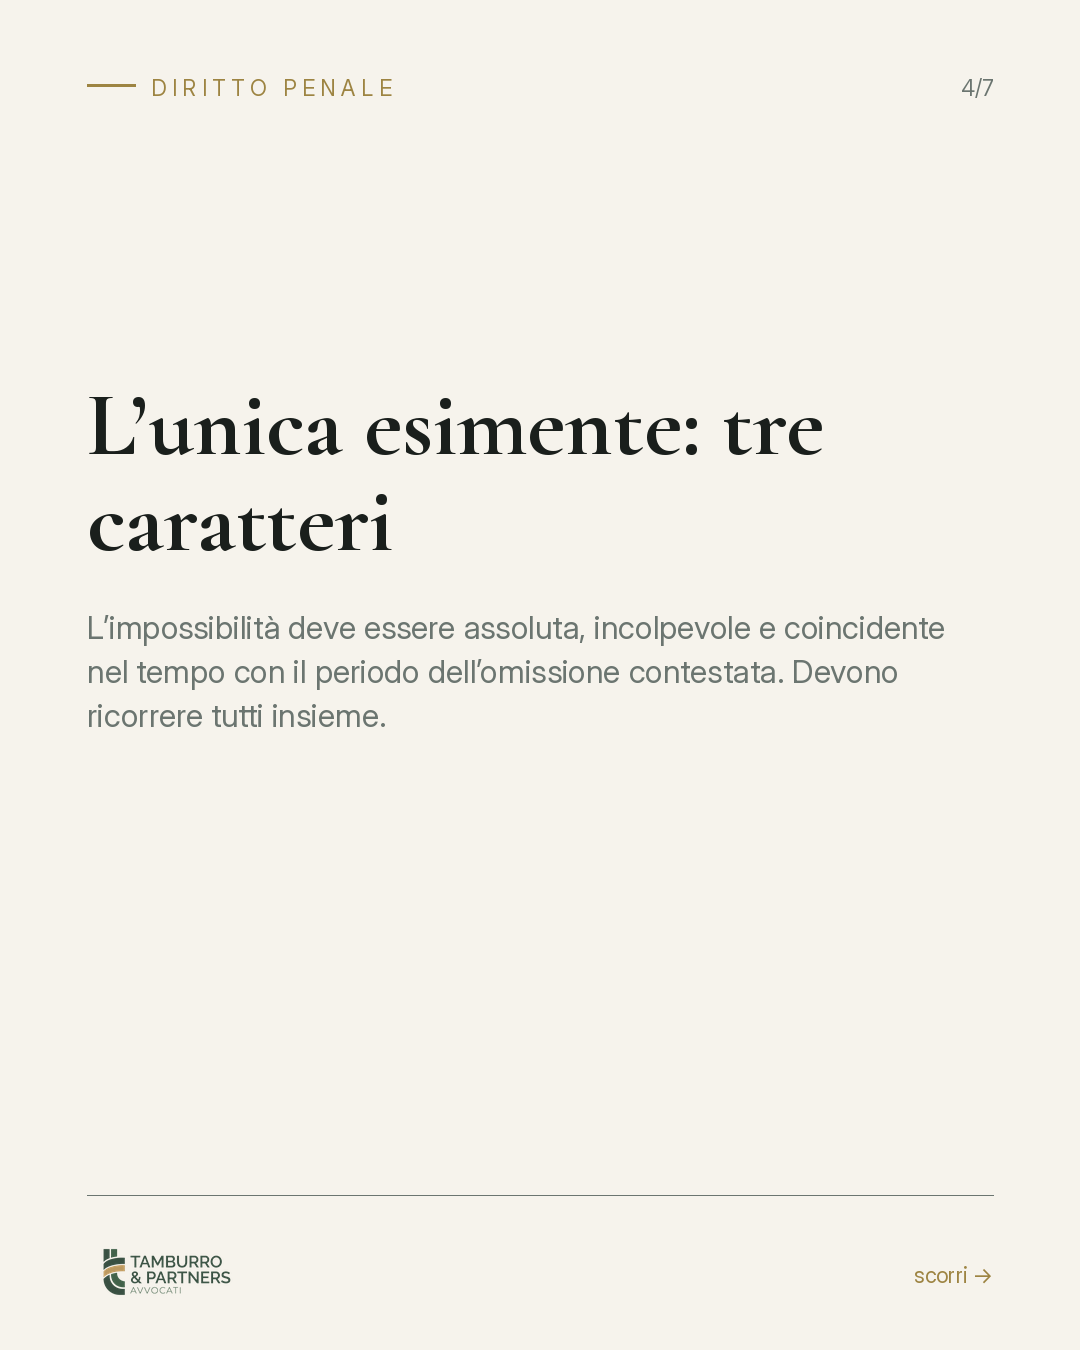 DIRITTO PENALE
4/7
L’unica esimente: tre
caratteri
L’impossibilità deve essere assoluta, incolpevole e coincidente
nel tempo con il periodo dell’omissione contestata. Devono
ricorrere tutti insieme.
TAMBURRO
& PARTNERS
AVVOCATI
scorri →